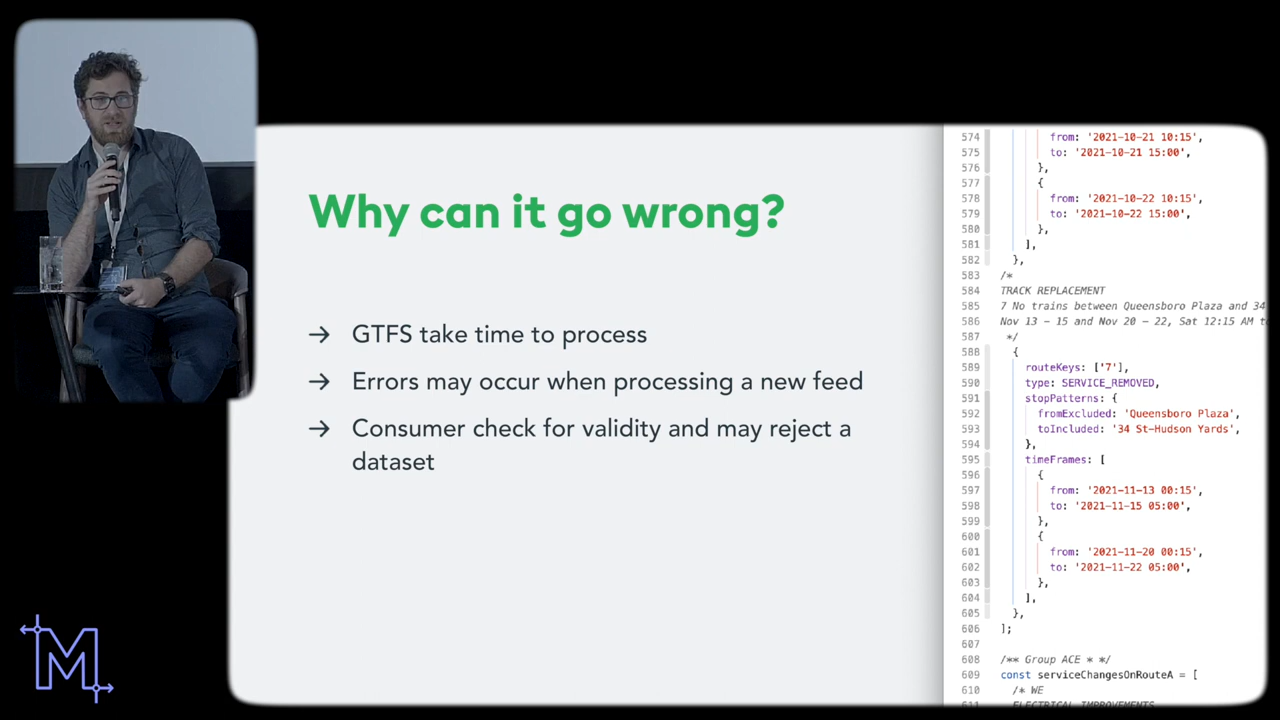 Why can it go wrong?
→ GTFS take time to process
→ Errors may occur when processing a new feed
→ Consumer check for validity and may reject a
dataset
574 from: '2021-10-21 10:15',
575 to: '2021-10-21 15:00',
576 },
577 {
578 from: '2021-10-22 10:15',
579 to: '2021-10-22 15:00',
580 },
581 ],
582 },
583 /*
584 TRACK REPLACEMENT
585 7 No trains between Queensboro Plaza and 34
586 Nov 13 – 15 and Nov 20 – 22, Sat 12:15 AM
587 */
588 {
589 routeKeys: ['7'],
590 type: SERVICE_REMOVED,
591 stopPatterns: {
592 fromExcluded: 'Queensboro Plaza',
593 toIncluded: '34 St-Hudson Yards',
594 },
595 timeFrames: [
596 {
597 from: '2021-11-13 00:15',
598 to: '2021-11-15 05:00',
599 },
600 {
601 from: '2021-11-20 00:15',
602 to: '2021-11-22 05:00',
603 },
604 ],
605 },
606 ];
607
608 /** Group ACE * */
609 const serviceChangesOnRouteA = [
610 /* WE
611 ELECTRICAL IMPROVEMENTS
M